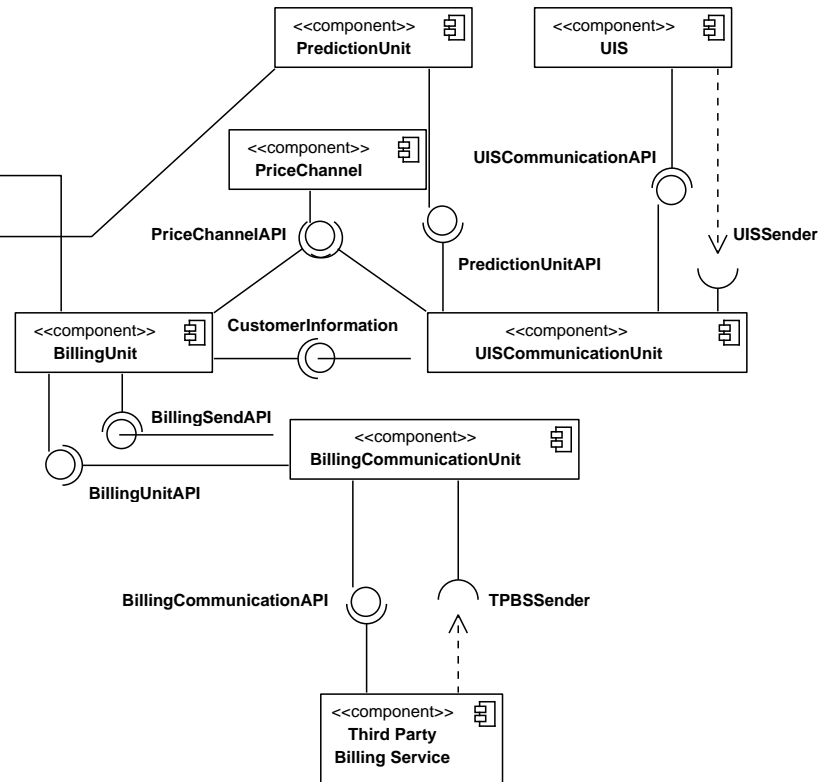 <<component>>
PredictionUnit
<<component>>
UIS
<<component>>
PriceChannel
UISCommunicationAPI
PriceChannelAPI
UISSender
PredictionUnitAPI
<<component>>
BillingUnit
CustomerInformation
<<component>>
UISCommunicationUnit
BillingSendAPI
<<component>>
BillingCommunicationUnit
BillingUnitAPI
BillingCommunicationAPI
TPBSSender
<<component>>
Third Party
Billing Service